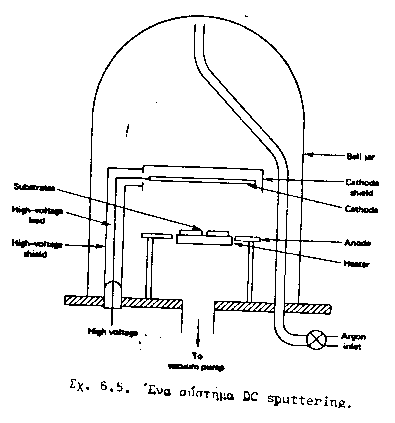 Bell jar
Cathode
shield
Substrates
Cathode
High-voltage
lead
High-voltage
shield
Anode
Heater
High voltage
Argon
inlet
To
vacuum pump
Σχ. 6.5. Ένα σύστημα DC sputtering.